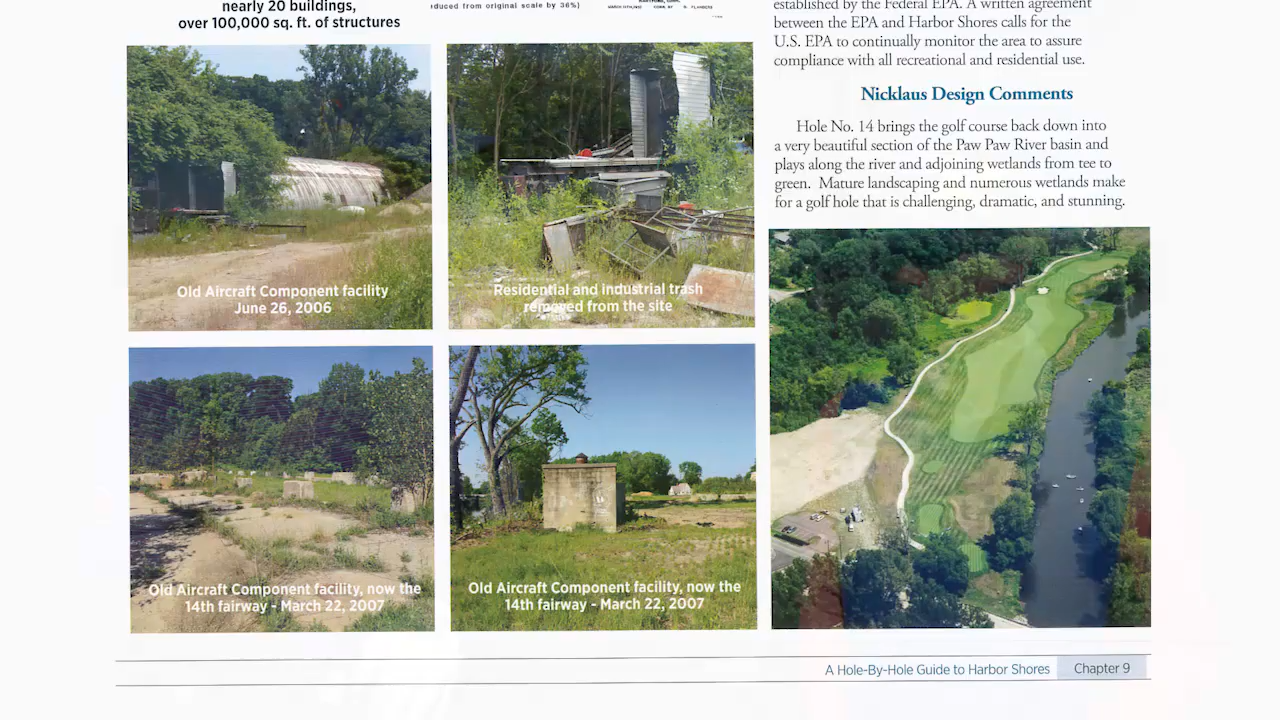 nearly 20 buildings,
over 100,000 sq. ft. of structures
duced from original scale by 36%)
established by the Federal EPA. A written agreement
between the EPA and Harbor Shores calls for the
U.S. EPA to continually monitor the area to assure
compliance with all recreational and residential use.
Nicklaus Design Comments
Hole No. 14 brings the golf course back down into
a very beautiful section of the Paw Paw River basin and
plays along the river and adjoining wetlands from tee to
green. Mature landscaping and numerous wetlands make
for a golf hole that is challenging, dramatic, and stunning.
Old Aircraft Component facility
June 26, 2006
Residential and industrial trash
removed from the site
Old Aircraft Component facility, now the
14th fairway - March 22, 2007
Old Aircraft Component facility, now the
14th fairway - March 22, 2007
A Hole-By-Hole Guide to Harbor Shores
Chapter 9